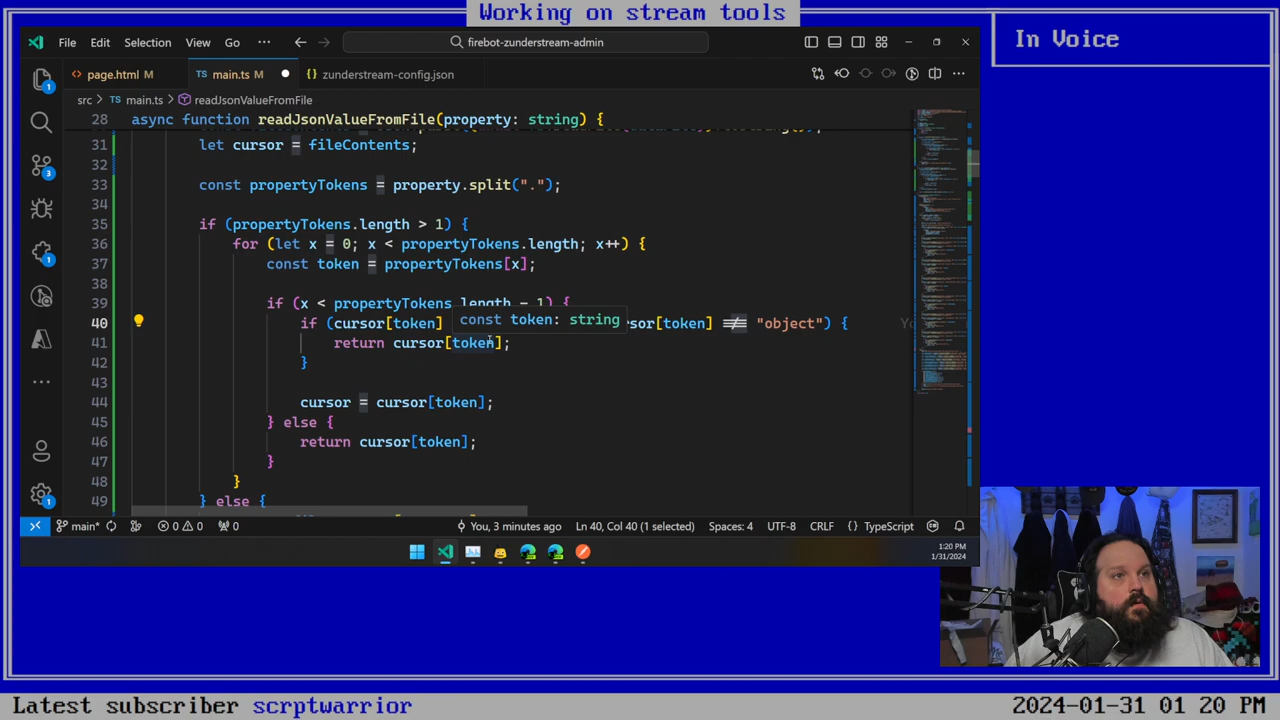 Working on stream tools
File Edit Selection View Go ··· firebot-zunderstream-admin
In Voice
page.html M main.ts M zunderstream-config.json
src > main.ts > readJsonValueFromFile
28 async function readJsonValueFromFile(property: string) {
31 let cursor = fileContents;
32
33 const propertyTokens = property.split(".");
34
35 if (propertyTokens.length > 1) {
36 for (let x = 0; x < propertyTokens.length; x++) {
37 const token = propertyTokens[x];
38
39 if (x < propertyTokens.length - 1) {
40 if (cursor[token] const token: string rsor[token] !== "object") { Yo
41 return cursor[token];
42 }
43
44 cursor = cursor[token];
45 } else {
46 return cursor[token];
47 }
48 }
49 } else {
main* 0 0 0 You, 3 minutes ago Ln 40, Col 40 (1 selected) Spaces: 4 UTF-8 CRLF {} TypeScript
1:20 PM
1/31/2024
Latest subscriber scrptwarrior 2024-01-31 01 20 PM